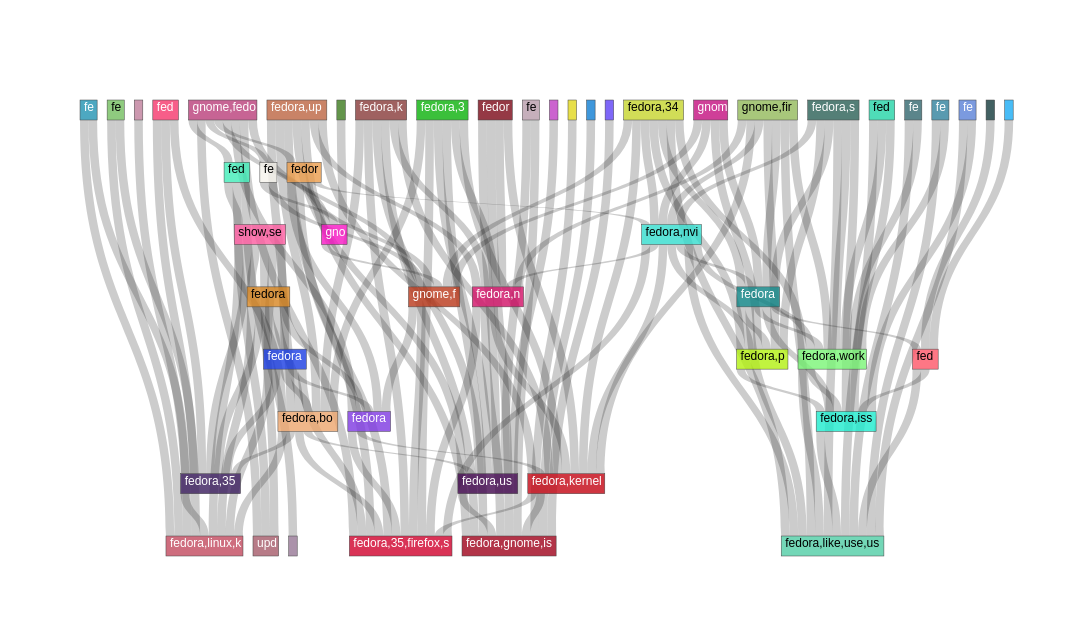 fe
fe
fed
gnome,fedo
fedora,up
fedora,k
fedora,3
fedor
fe
fedora,34
gnom
gnome,fir
fedora,s
fed
fe
fe
fe
fed
fe
fedor
show,se
gno
fedora,nvi
fedora
gnome,f
fedora,n
fedora
fedora
fedora,p
fedora,work
fed
fedora,bo
fedora
fedora,iss
fedora,35
fedora,us
fedora,kernel
fedora,linux,k
upd
fedora,35,firefox,s
fedora,gnome,is
fedora,like,use,us